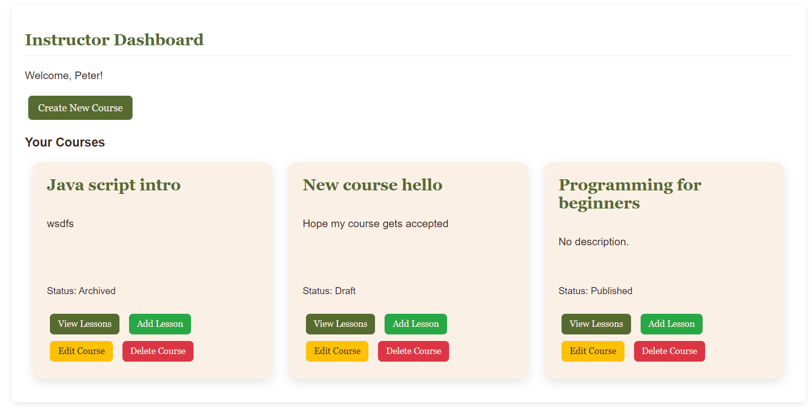 Instructor Dashboard
Welcome, Peter!
Create New Course
Your Courses
Java script intro
wsdfs
Status: Archived
View Lessons
Add Lesson
Edit Course
Delete Course
New course hello
Hope my course gets accepted
Status: Draft
View Lessons
Add Lesson
Edit Course
Delete Course
Programming for
beginners
No description.
Status: Published
View Lessons
Add Lesson
Edit Course
Delete Course